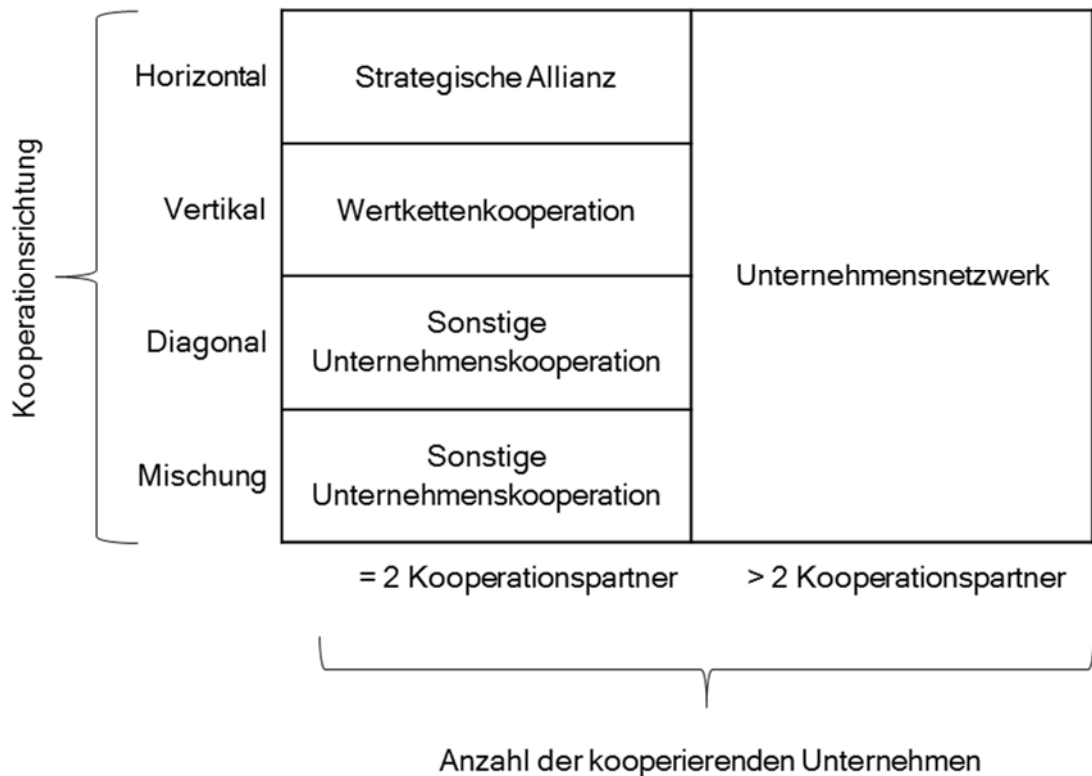 Kooperationsrichtung
Horizontal
Strategische Allianz
Vertikal
Wertkettenkooperation
Unternehmensnetzwerk
Diagonal
Sonstige
Unternehmenskooperation
Mischung
Sonstige
Unternehmenskooperation
= 2 Kooperationspartner
> 2 Kooperationspartner
Anzahl der kooperierenden Unternehmen